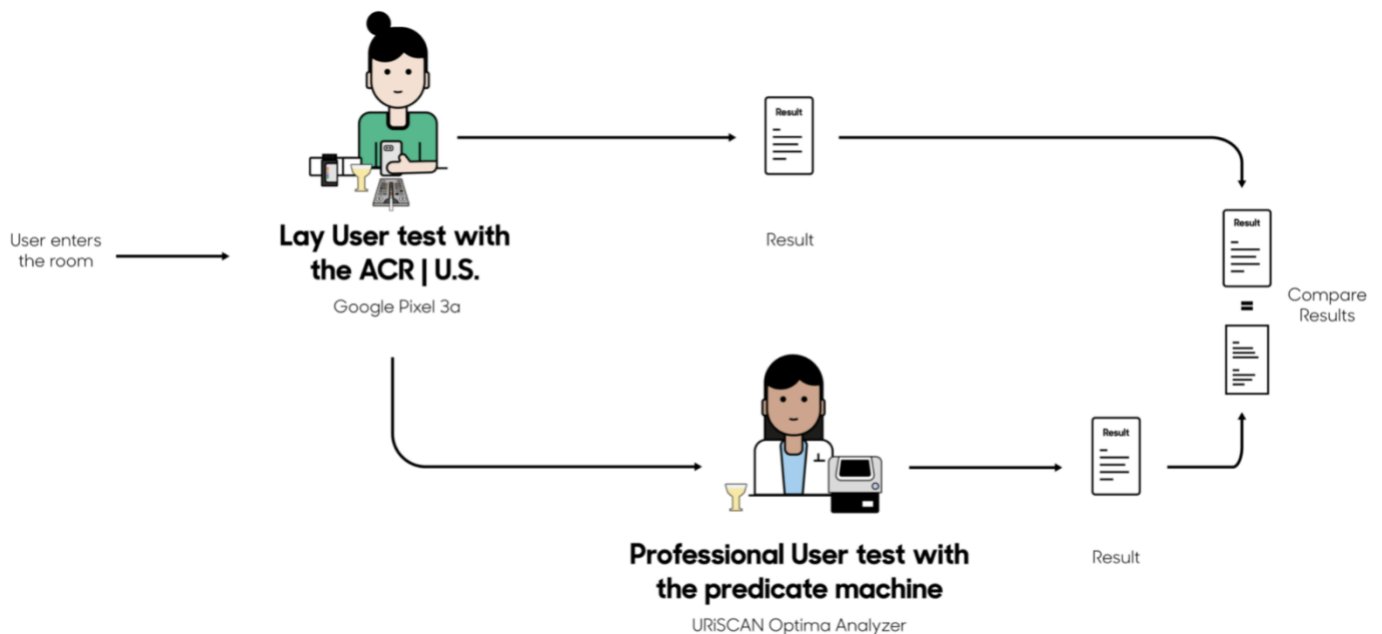 User enters
the room
Lay User test with
the ACR | U.S.
Google Pixel 3a
Result
Result
Result
Compare
Results
Professional User test with
the predicate machine
URiSCAN Optima Analyzer
Result
Result